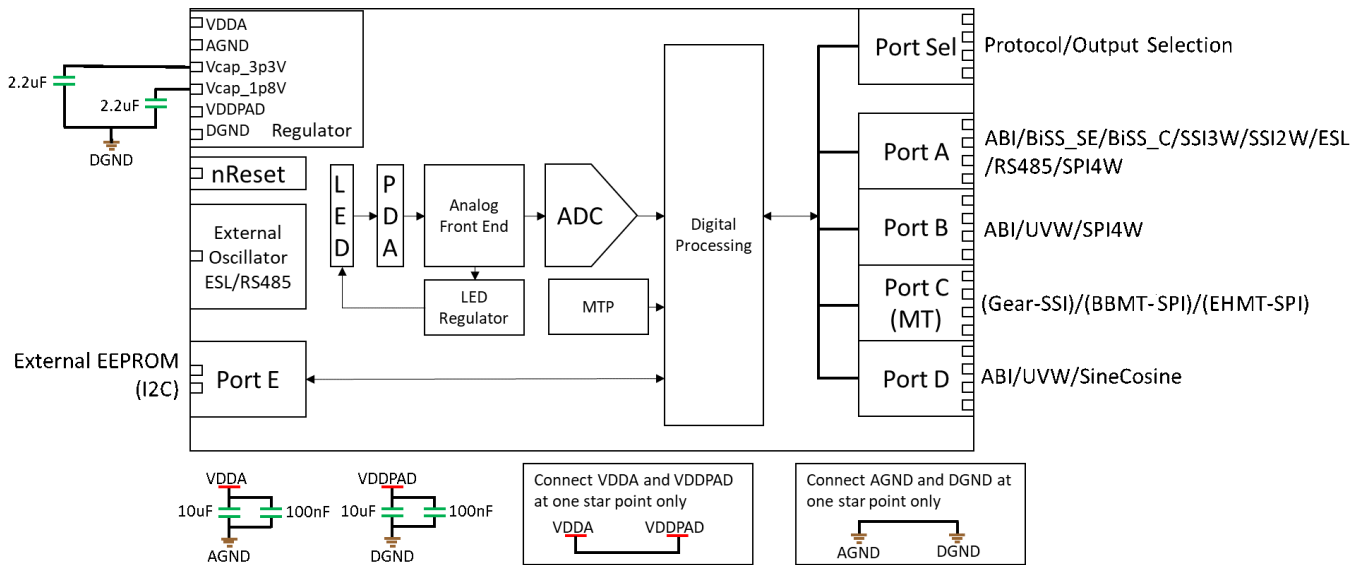 VDDA
AGND
Vcap_3p3V
Vcap_1p8V
VDDPAD
DGND
Regulator
2.2uF
2.2uF
DGND
nReset
External
Oscillator
ESL/RS485
External EEPROM
(I2C)
Port E
LED
PDA
Analog
Front End
ADC
LED
Regulator
MTP
Digital
Processing
Port Sel
Protocol/Output Selection
Port A
ABI/BiSS_SE/BiSS_C/SSI3W/SSI2W/ESL
/RS485/SPI4W
Port B
ABI/UVW/SPI4W
Port C
(MT)
(Gear-SSI)/(BBMT-SPI)/(EHMT-SPI)
Port D
ABI/UVW/SineCosine
VDDA
10uF
100nF
AGND
VDDPAD
10uF
100nF
DGND
Connect VDDA and VDDPAD
at one star point only
VDDA
VDDPAD
Connect AGND and DGND at
one star point only
AGND
DGND